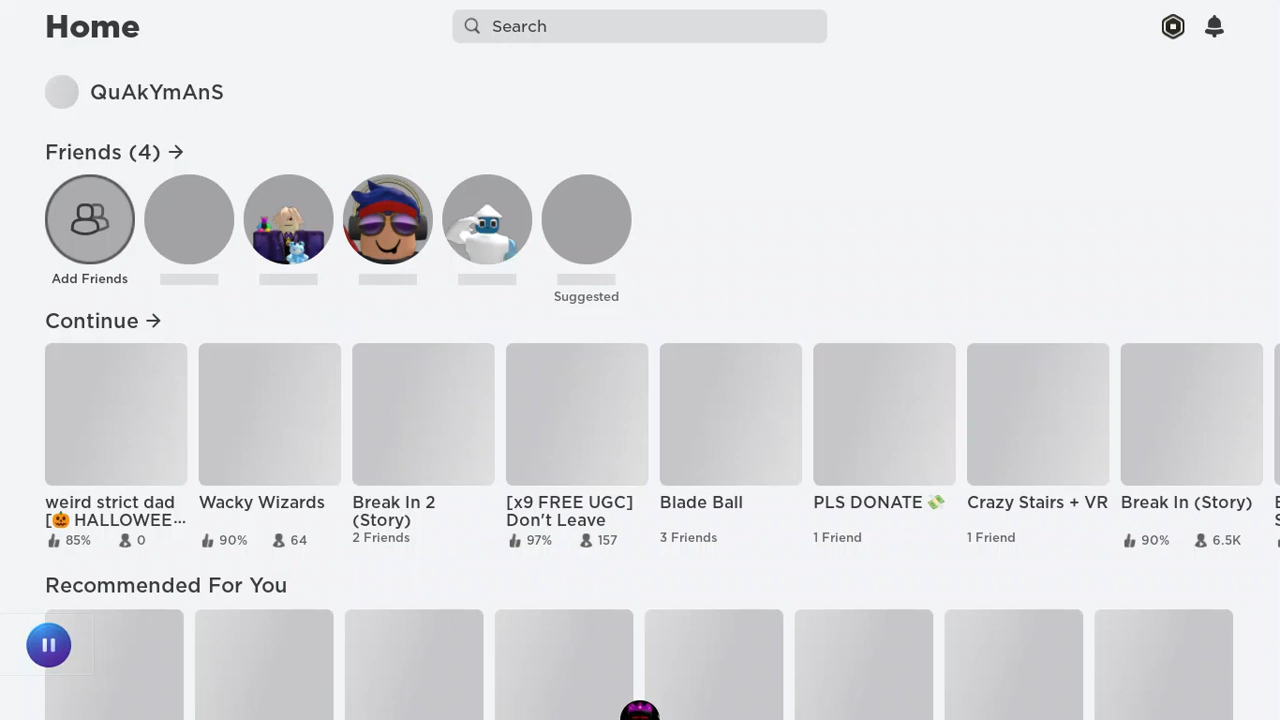 Home
Search
QuAkYmAnS
Friends (4) →
Add Friends
Suggested
Continue →
weird strict dad
[🎃 HALLOWEE...
85% 0
Wacky Wizards
90% 64
Break In 2
(Story)
2 Friends
[x9 FREE UGC]
Don't Leave
97% 157
Blade Ball
3 Friends
PLS DONATE 💸
1 Friend
Crazy Stairs + VR
1 Friend
Break In (Story)
90% 6.5K
Recommended For You